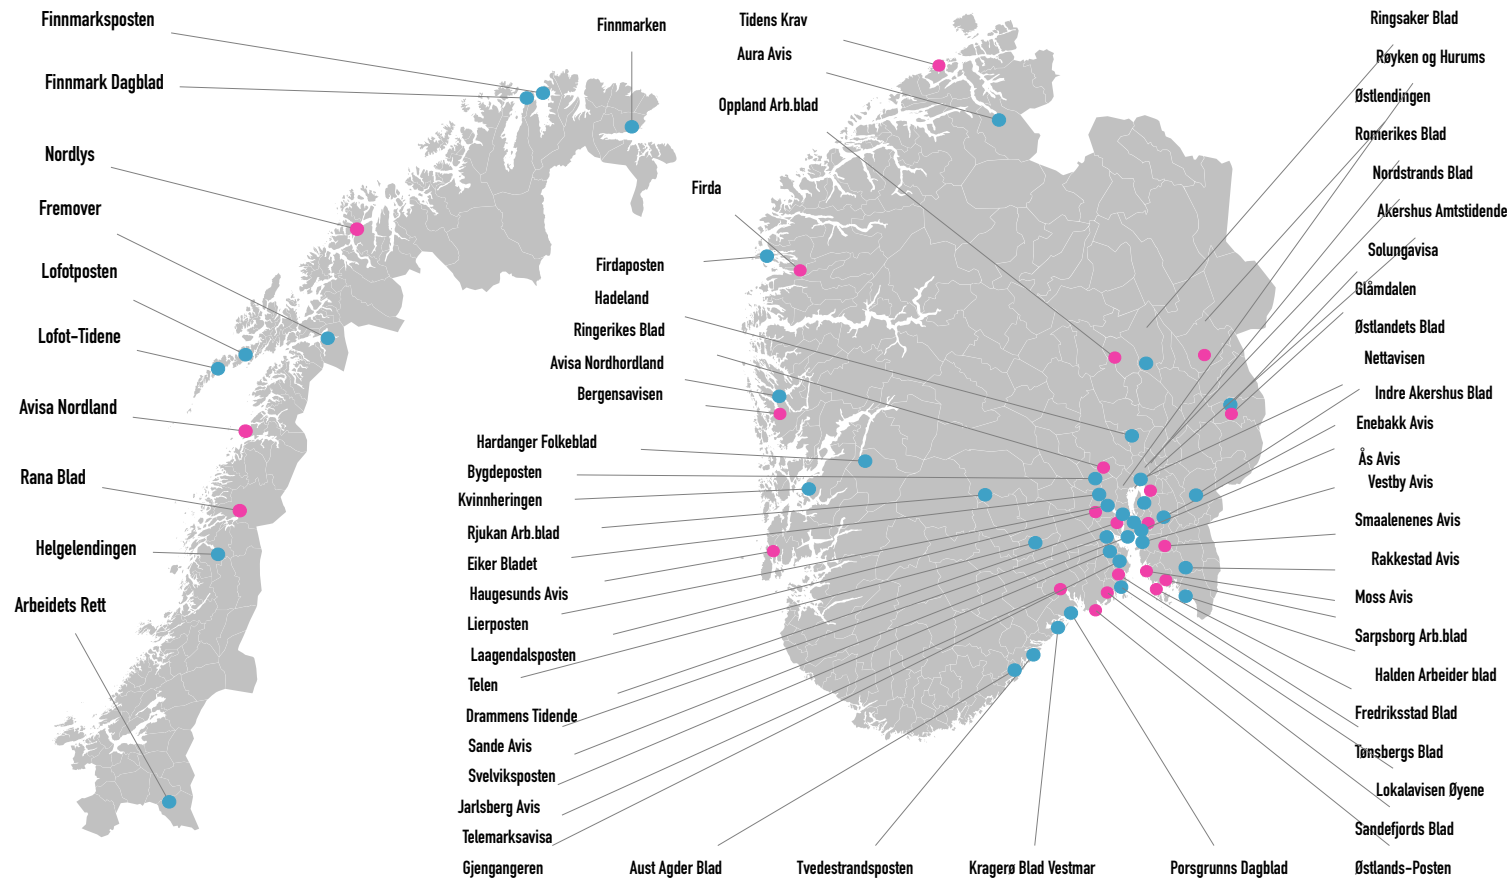 Finnmarksposten
Finnmark Dagblad
Nordlys
Fremover
Lofotposten
Lofot-Tidene
Avisa Nordland
Rana Blad
Helgelendingen
Arbeidets Rett
Finnmarken
Tidens Krav
Aura Avis
Oppland Arb.blad
Firda
Firdaposten
Hadeland
Ringerikes Blad
Avisa Nordhordland
Bergensavisen
Hardanger Folkeblad
Bygdeposten
Kvinnheringen
Rjukan Arb.blad
Eiker Bladet
Haugesunds Avis
Lierposten
Laagendalsposten
Telen
Drammens Tidende
Sande Avis
Svelviksposten
Jarlsberg Avis
Telemarksavisa
Gjengangeren
Aust Agder Blad
Tvedestrandsposten
Kragerø Blad Vestmar
Porsgrunns Dagblad
Ringsaker Blad
Røyken og Hurums
Østlendingen
Romerikes Blad
Nordstrands Blad
Akershus Amtstidende
Solungavisa
Glåmdalen
Østlandets Blad
Nettavisen
Indre Akershus Blad
Enebakk Avis
Ås Avis
Vestby Avis
Smaalenenes Avis
Rakkestad Avis
Moss Avis
Sarpsborg Arb.blad
Halden Arbeider blad
Fredriksstad Blad
Tønsbergs Blad
Lokalavisen Øyene
Sandefjords Blad
Østlands-Posten